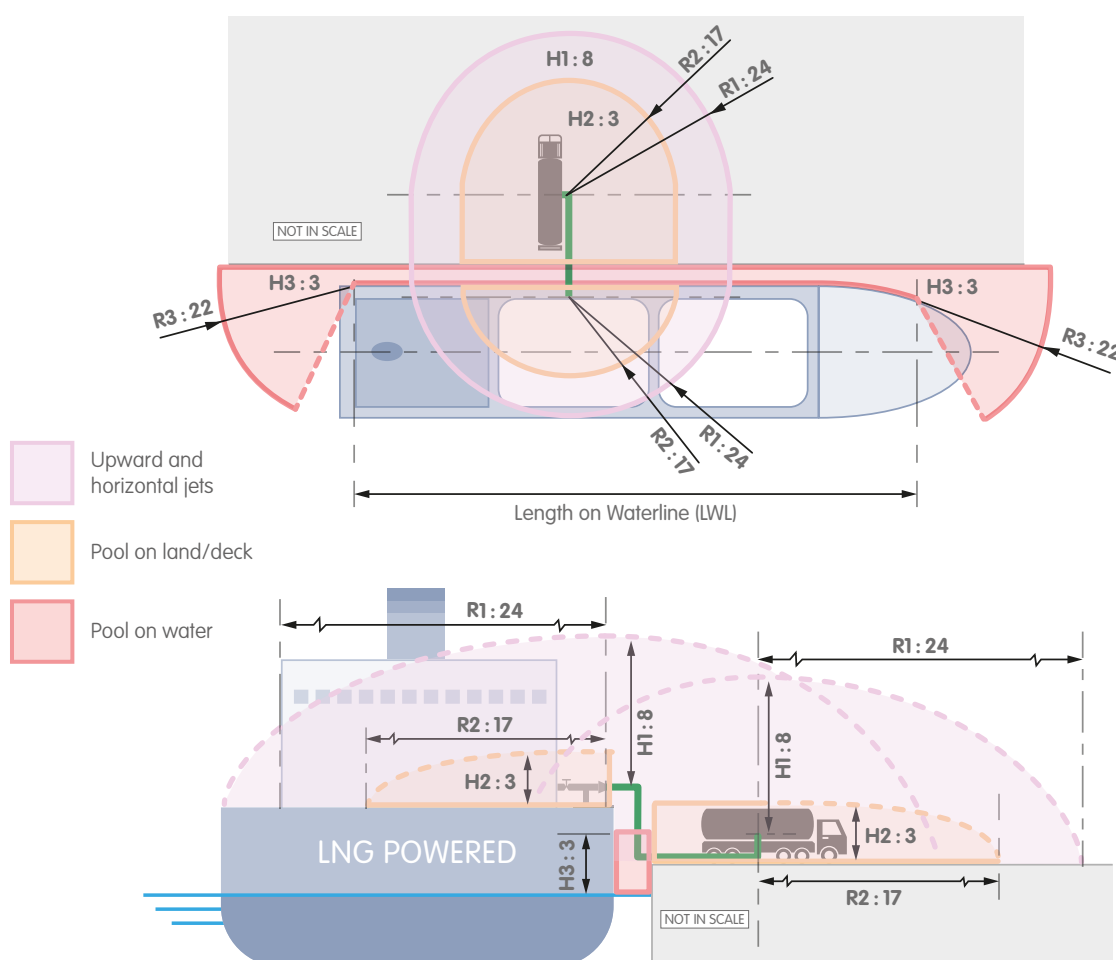 H1:8
R2:17
R1:24
H2:3
NOT IN SCALE
H3:3
H3:3
R3:22
R3:22
R2:17
R1:24
Length on Waterline (LWL)
Upward and
horizontal jets
Pool on land/deck
Pool on water
R1:24
R1:24
R2:17
H1:8
H1:8
H2:3
H2:3
LNG POWERED
H3:3
R2:17
NOT IN SCALE